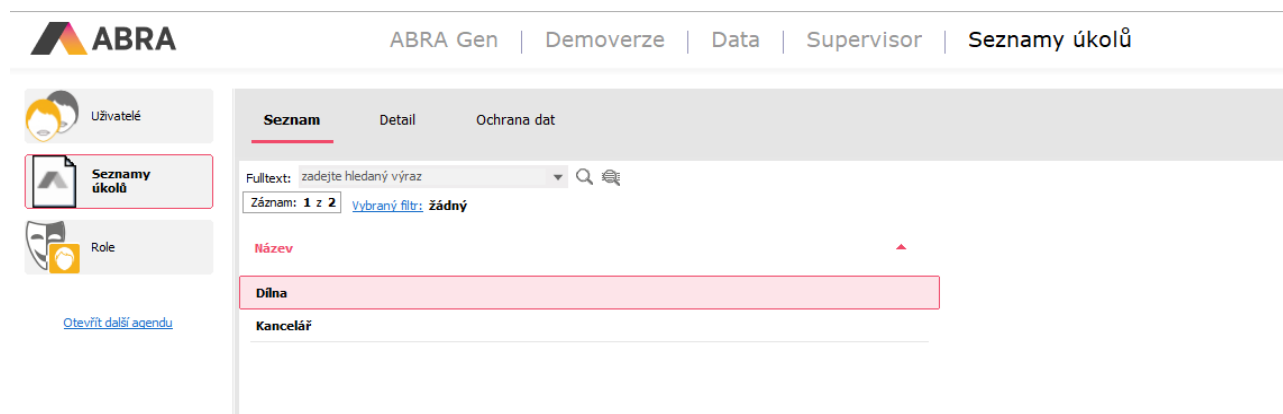 ABRA
ABRA Gen | Demoverze | Data | Supervisor | Seznamy úkolů
Uživatelé
Seznamy
úkolů
Role
Otevřít další agendu
Seznam Detail Ochrana dat
Fulltext: zadejte hledaný výraz
Záznam: 1 z 2 Vybraný filtr: žádný
Název
Dílna
Kancelář